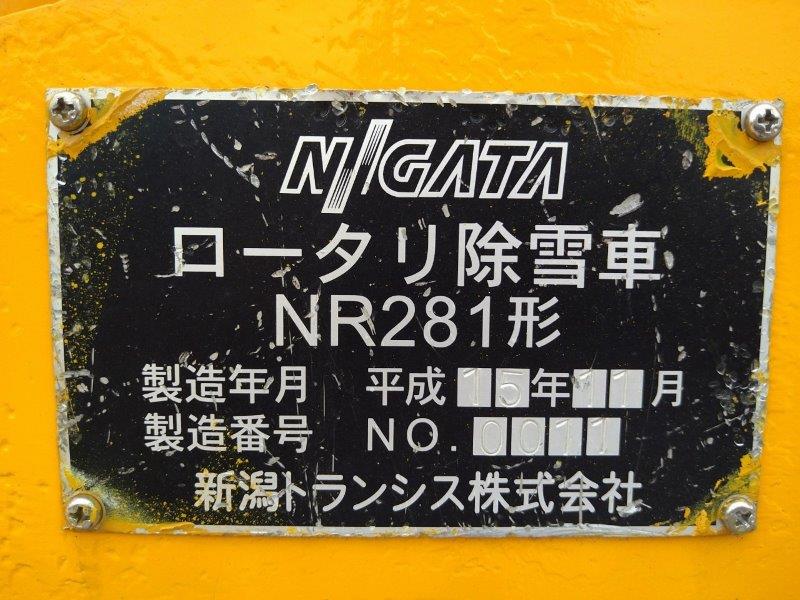 NIIGATA
ロータリ除雪車
NR281形
製造年月 平成15年11月
製造番号 NO.0011
新潟トランシス株式会社